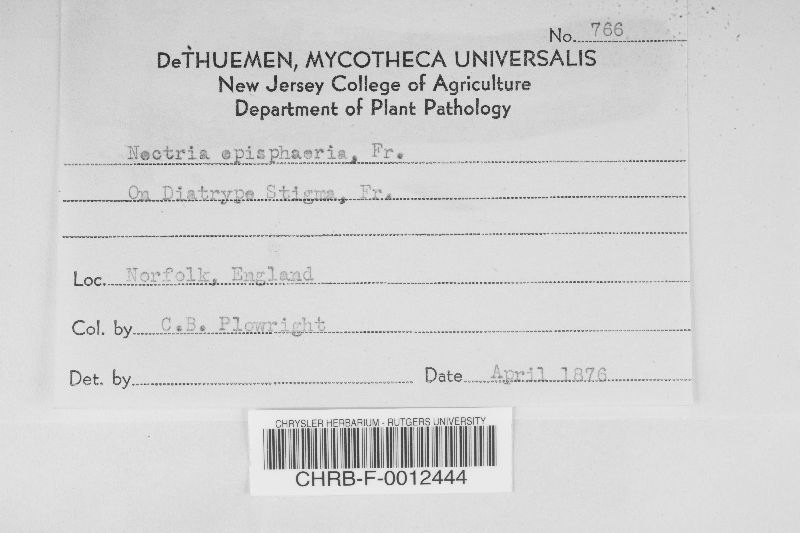 No. 766
DeTHUEMEN, MYCOTHECA UNIVERSALIS
New Jersey College of Agriculture
Department of Plant Pathology
Nectria episphaeria, Fr.
On Diatrype Stigma, Fr.
Loc. Norfolk, England
Col. by C.B. Plowright
Det. by
Date April 1876
CHRYSLER HERBARIUM - RUTGERS UNIVERSITY
CHRB-F-0012444